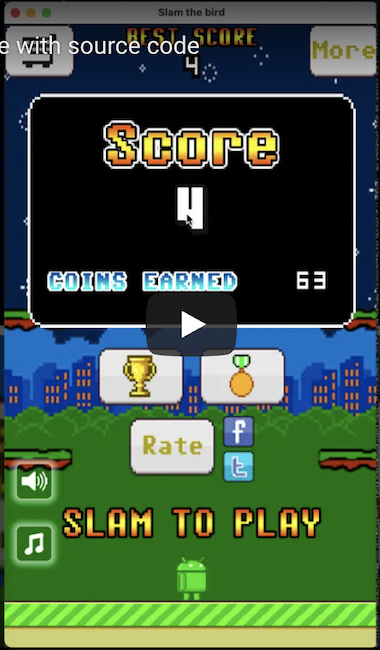 Slam the bird
BEST SCORE
4
More
e with source code
Score
4
COINS EARNED 63
Rate
f
t
SLAM TO PLAY